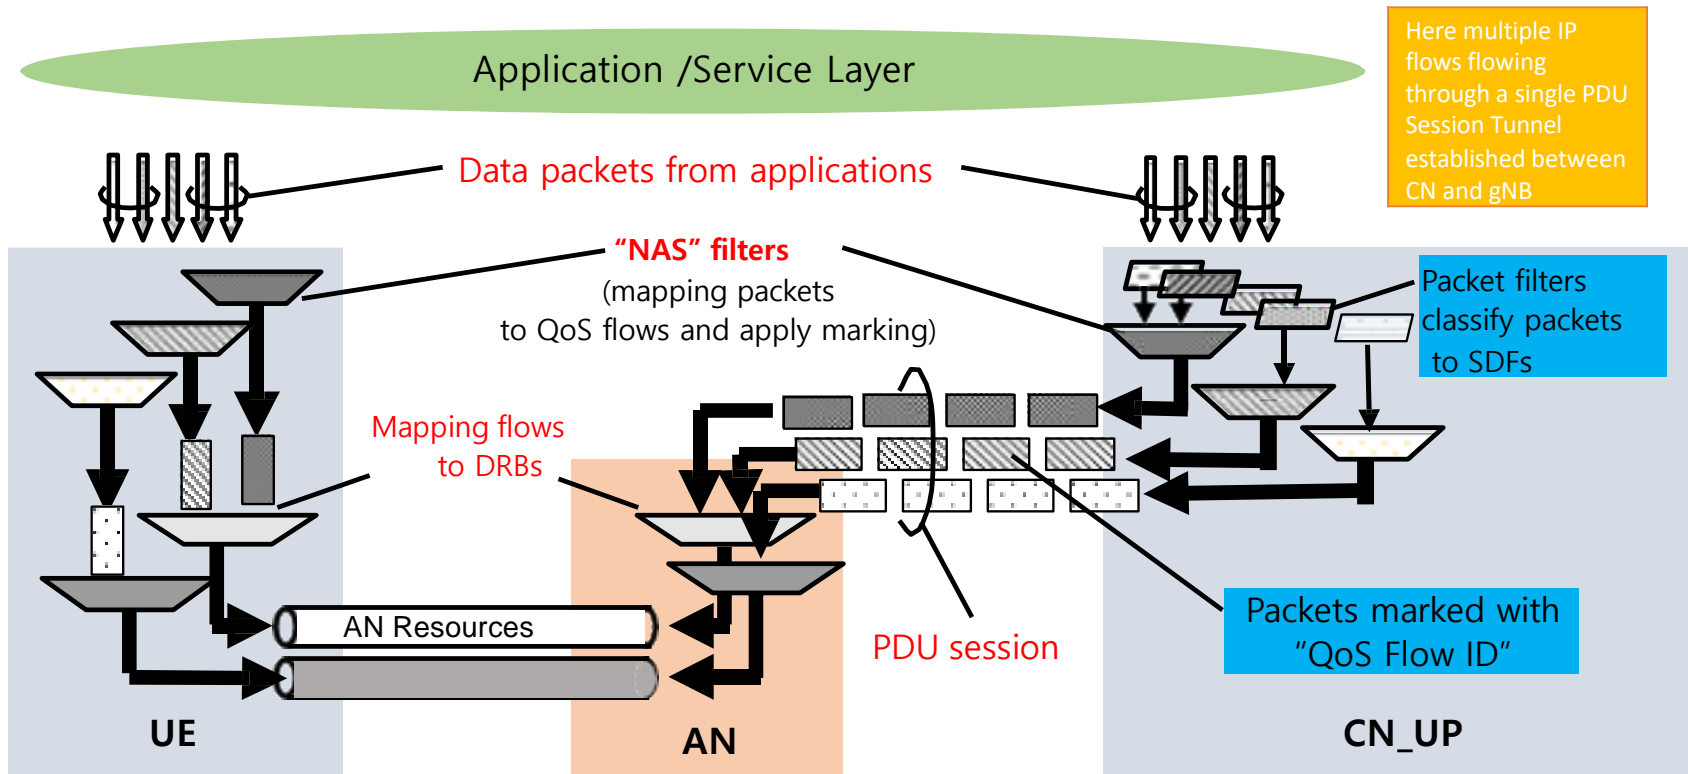 Application /Service Layer
Here multiple IP
flows flowing
through a single PDU
Session Tunnel
established between
CN and gNB
Data packets from applications
“NAS” filters
(mapping packets
to QoS flows and apply marking)
Packet filters
classify packets
to SDFs
Mapping flows
to DRBs
AN Resources
PDU session
Packets marked with
”QoS Flow ID”
UE
AN
CN_UP